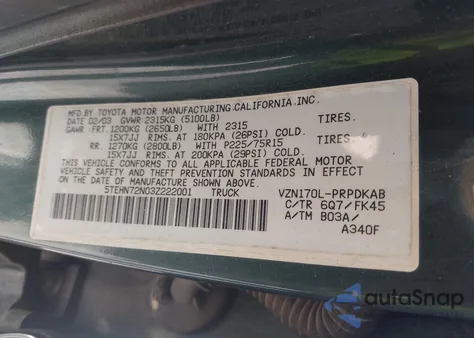 MFD BY TOYOTA MOTOR MANUFACTURING.CALIFORNIA.INC.
DATE 02/03 GVWR:2315KG (5100LB)
GAWR: FRT. 1200KG (2650LB) WITH 2315 TIRES.
15X7JJ RIMS. AT 180KPA (26PSI) COLD.
RR. 1270KG (2800LB) WITH P225/75R15 TIRES.
15X7JJ RIMS. AT 200KPA (29PSI) COLD.
THIS VEHICLE CONFORMS TO ALL APPLICABLE FEDERAL MOTOR
VEHICLE SAFETY STANDARDS IN EFFECT ON THE DATE OF
MANUFACTURE SHOWN ABOVE.
5TEHN72N03Z222001 TRUCK
VZN170L-PRPDKAB
C/TR 6Q7/FK45
A/TM B03A/
A340F
autoSnap